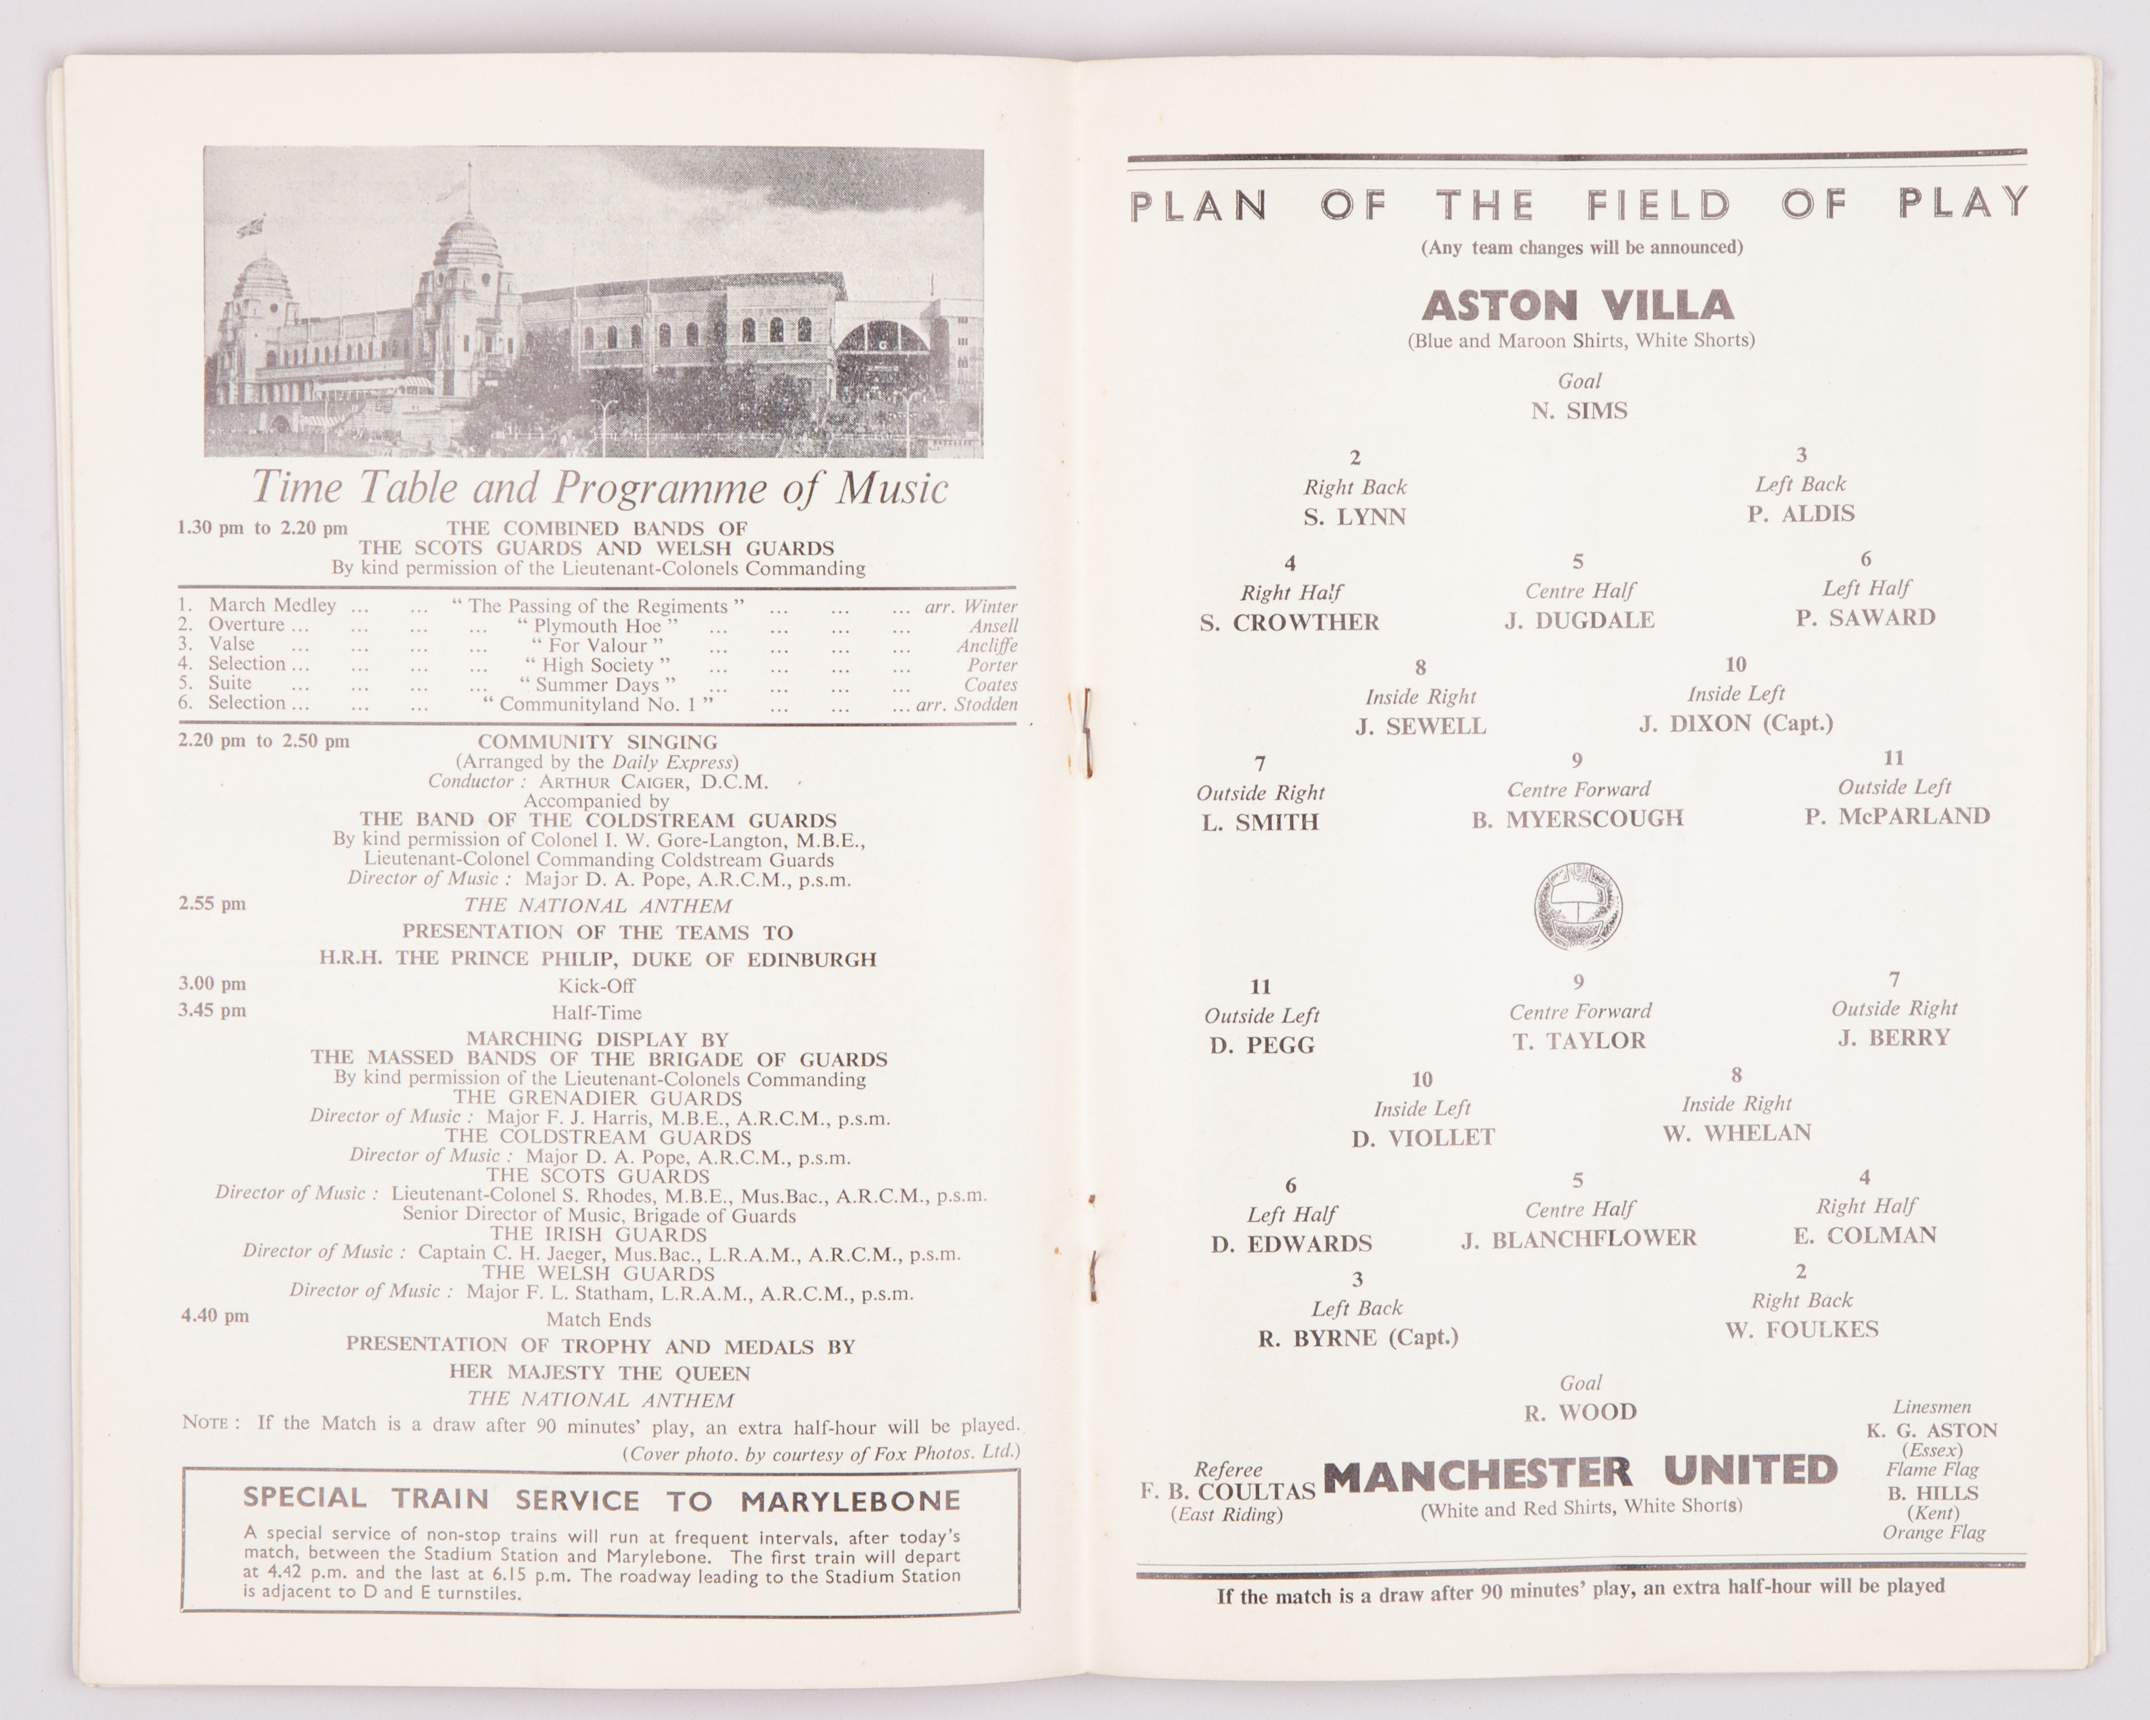 Time Table and Programme of Music
1.30 pm to 2.20 pm THE COMBINED BANDS OF
THE SCOTS GUARDS AND WELSH GUARDS
By kind permission of the Lieutenant-Colonels Commanding
1. March Medley ... ... “ The Passing of the Regiments ” ... ... ... arr. Winter
2. Overture ... ... ... ... “ Plymouth Hoe ” ... ... ... ... Ansell
3. Valse ... ... ... ... “ For Valour ” ... ... ... ... Ancliffe
4. Selection ... ... ... ... “ High Society ” ... ... ... ... Porter
5. Suite ... ... ... ... “ Summer Days ” ... ... ... ... Coates
6. Selection ... ... ... “ Communityland No. 1 ” ... ... ... arr. Stodden
2.20 pm to 2.50 pm COMMUNITY SINGING
(Arranged by the Daily Express)
Conductor : ARTHUR CAIGER, D.C.M.
Accompanied by
THE BAND OF THE COLDSTREAM GUARDS
By kind permission of Colonel I. W. Gore-Langton, M.B.E.,
Lieutenant-Colonel Commanding Coldstream Guards
Director of Music : Major D. A. Pope, A.R.C.M., p.s.m.
2.55 pm THE NATIONAL ANTHEM
PRESENTATION OF THE TEAMS TO
H.R.H. THE PRINCE PHILIP, DUKE OF EDINBURGH
3.00 pm Kick-Off
3.45 pm Half-Time
MARCHING DISPLAY BY
THE MASSED BANDS OF THE BRIGADE OF GUARDS
By kind permission of the Lieutenant-Colonels Commanding
THE GRENADIER GUARDS
Director of Music : Major F. J. Harris, M.B.E., A.R.C.M., p.s.m.
THE COLDSTREAM GUARDS
Director of Music : Major D. A. Pope, A.R.C.M., p.s.m.
THE SCOTS GUARDS
Director of Music : Lieutenant-Colonel S. Rhodes, M.B.E., Mus.Bac., A.R.C.M., p.s.m.
Senior Director of Music, Brigade of Guards
THE IRISH GUARDS
Director of Music : Captain C. H. Jaeger, Mus.Bac., L.R.A.M., A.R.C.M., p.s.m.
THE WELSH GUARDS
Director of Music : Major F. L. Statham, L.R.A.M., A.R.C.M., p.s.m.
4.40 pm Match Ends
PRESENTATION OF TROPHY AND MEDALS BY
HER MAJESTY THE QUEEN
THE NATIONAL ANTHEM
NOTE : If the Match is a draw after 90 minutes’ play, an extra half-hour will be played.
(Cover photo. by courtesy of Fox Photos. Ltd.)
SPECIAL TRAIN SERVICE TO MARYLEBONE
A special service of non-stop trains will run at frequent intervals, after today’s
match, between the Stadium Station and Marylebone. The first train will depart
at 4.42 p.m. and the last at 6.15 p.m. The roadway leading to the Stadium Station
is adjacent to D and E turnstiles.
PLAN OF THE FIELD OF PLAY
(Any team changes will be announced)
ASTON VILLA
(Blue and Maroon Shirts, White Shorts)
Goal
N. SIMS
2 3
Right Back Left Back
S. LYNN P. ALDIS
4 5 6
Right Half Centre Half Left Half
S. CROWTHER J. DUGDALE P. SAWARD
8 10
Inside Right Inside Left
J. SEWELL J. DIXON (Capt.)
7 9 11
Outside Right Centre Forward Outside Left
L. SMITH B. MYERSCOUGH P. McPARLAND
11 9 7
Outside Left Centre Forward Outside Right
D. PEGG T. TAYLOR J. BERRY
10 8
Inside Left Inside Right
D. VIOLLET W. WHELAN
6 5 4
Left Half Centre Half Right Half
D. EDWARDS J. BLANCHFLOWER E. COLMAN
3 2
Left Back Right Back
R. BYRNE (Capt.) W. FOULKES
Goal
R. WOOD
Referee
F. B. COULTAS
(East Riding)
MANCHESTER UNITED
(White and Red Shirts, White Shorts)
Linesmen
K. G. ASTON
(Essex)
Flame Flag
B. HILLS
(Kent)
Orange Flag
If the match is a draw after 90 minutes’ play, an extra half-hour will be played